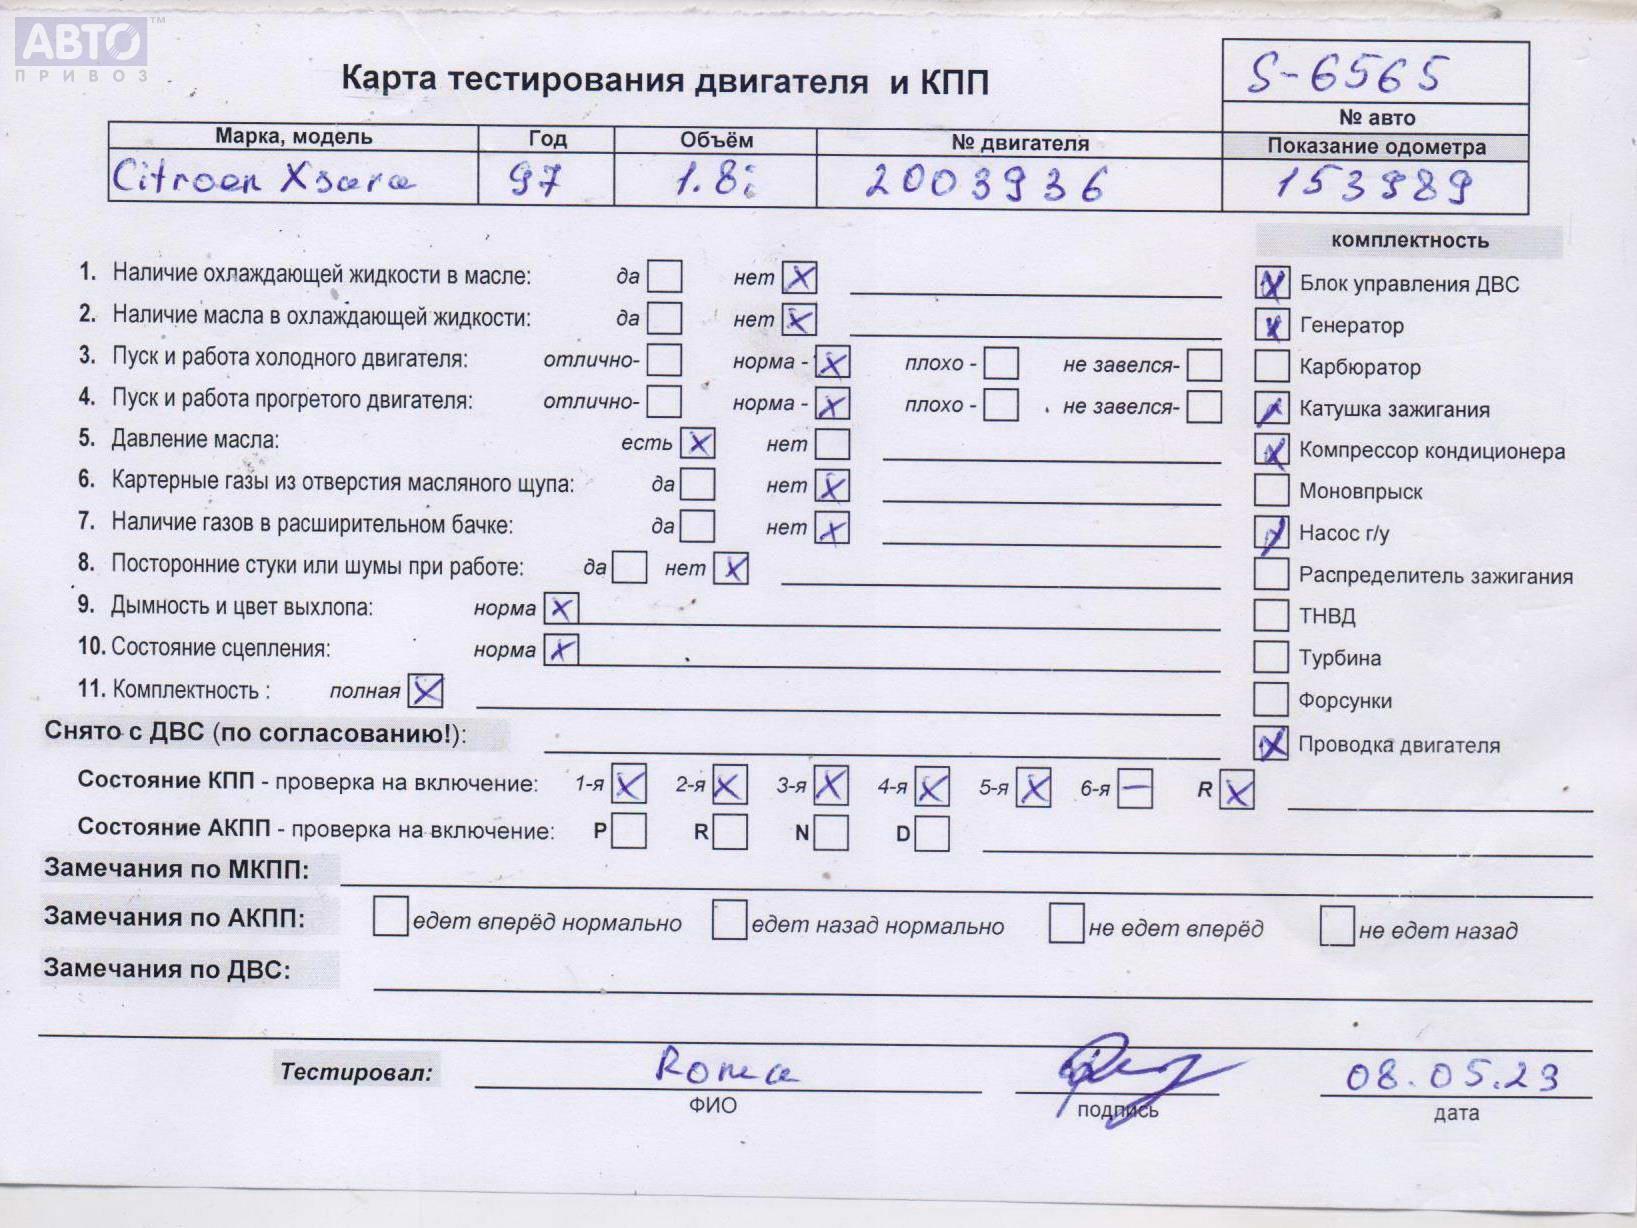 АВТО™
ПРИВОЗ
Карта тестирования двигателя и КПП
S-6565
№ авто
Марка, модель Год Объём № двигателя Показание одометра
Citroen Xsara 97 1.8i 2003936 153989
комплектность
1. Наличие охлаждающей жидкости в масле: да нет X
2. Наличие масла в охлаждающей жидкости: да нет X
3. Пуск и работа холодного двигателя: отлично- норма - X плохо - не завелся-
4. Пуск и работа прогретого двигателя: отлично- норма - X плохо - не завелся-
5. Давление масла: есть X нет
6. Картерные газы из отверстия масляного щупа: да нет X
7. Наличие газов в расширительном бачке: да нет X
8. Посторонние стуки или шумы при работе: да нет X
9. Дымность и цвет выхлопа: норма X
10. Состояние сцепления: норма X
11. Комплектность : полная X
X Блок управления ДВС
X Генератор
Карбюратор
X Катушка зажигания
X Компрессор кондиционера
Моновпрыск
X Насос г/у
Распределитель зажигания
ТНВД
Турбина
Форсунки
X Проводка двигателя
Снято с ДВС (по согласованию!):
Состояние КПП - проверка на включение: 1-я X 2-я X 3-я X 4-я X 5-я X 6-я — R X
Состояние АКПП - проверка на включение: P R N D
Замечания по МКПП:
Замечания по АКПП: едет вперёд нормально едет назад нормально не едет вперёд не едет назад
Замечания по ДВС:
Тестировал: Roma 08.05.23
ФИО подпись дата